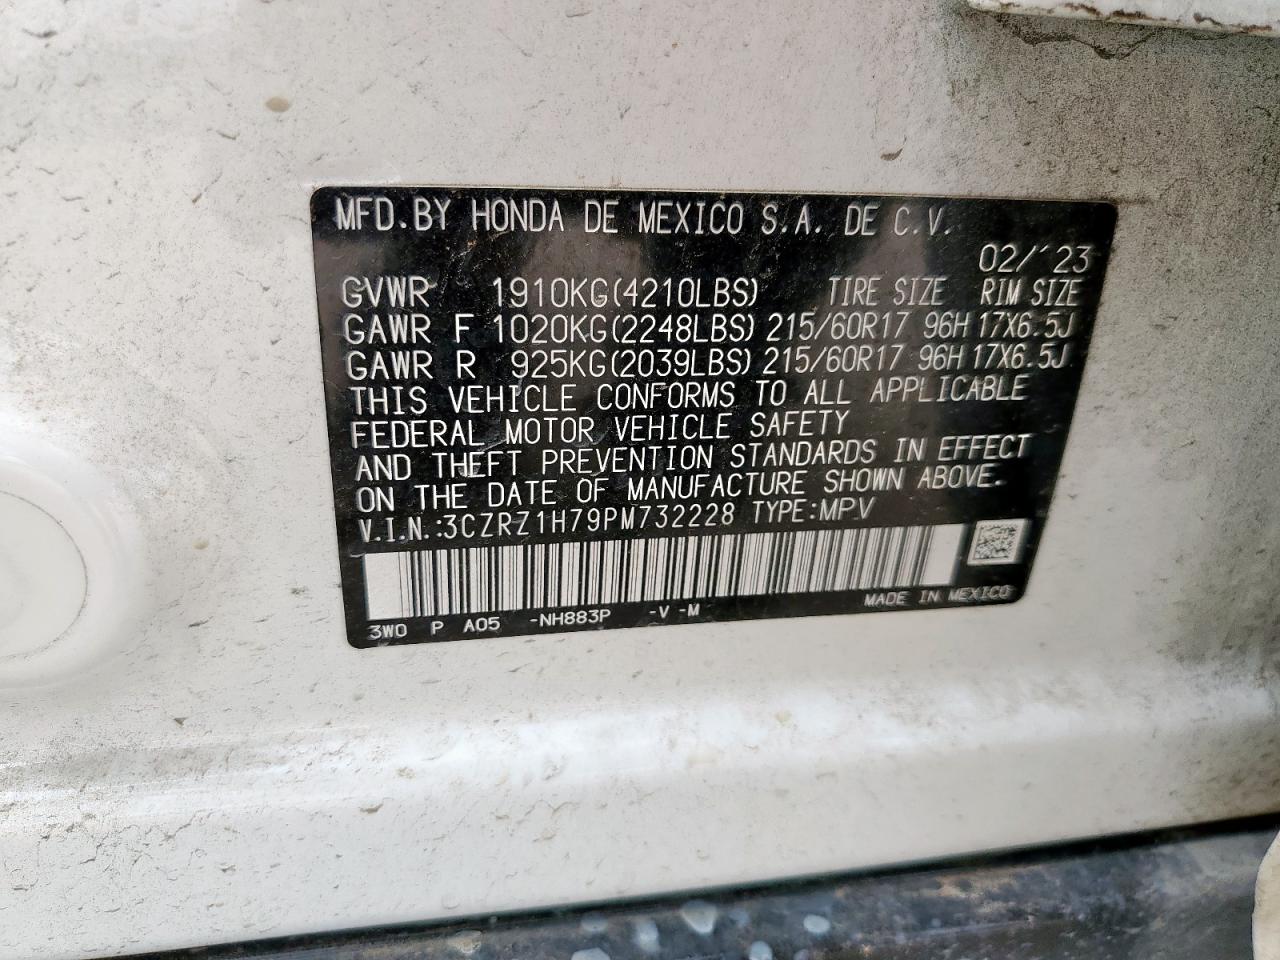 MFD.BY HONDA DE MEXICO S.A. DE C.V.
02/'23
GVWR 1910KG(4210LBS) TIRE SIZE RIM SIZE
GAWR F 1020KG(2248LBS) 215/60R17 96H 17X6.5J
GAWR R 925KG(2039LBS) 215/60R17 96H 17X6.5J
THIS VEHICLE CONFORMS TO ALL APPLICABLE
FEDERAL MOTOR VEHICLE SAFETY
AND THEFT PREVENTION STANDARDS IN EFFECT
ON THE DATE OF MANUFACTURE SHOWN ABOVE.
V.I.N.:3CZRZ1H79PM732228 TYPE:MPV
MADE IN MEXICO
3W0 P A05 -NH883P -V -M